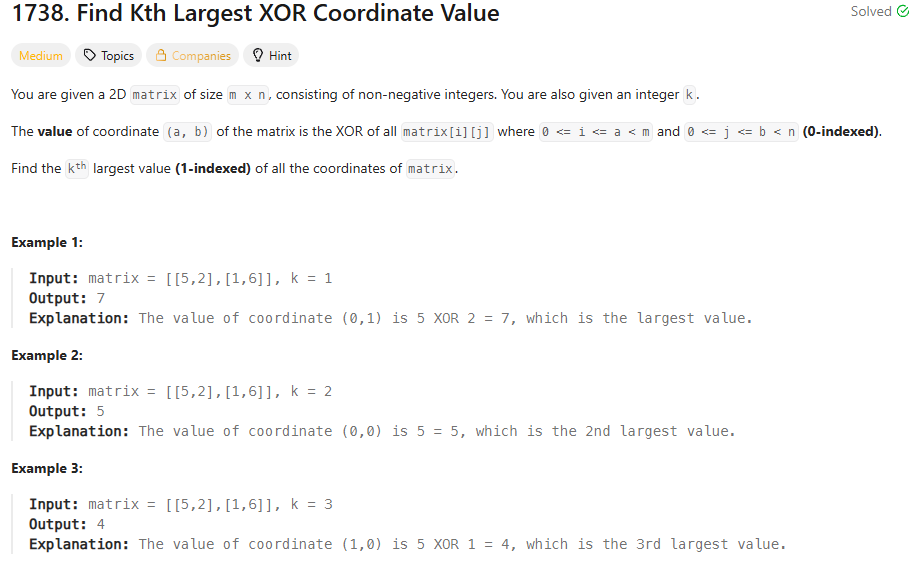 1738. Find Kth Largest XOR Coordinate Value
Solved
Medium Topics Companies Hint
You are given a 2D matrix of size m x n, consisting of non-negative integers. You are also given an integer k.
The value of coordinate (a, b) of the matrix is the XOR of all matrix[i][j] where 0 <= i <= a < m and 0 <= j <= b < n (0-indexed).
Find the kth largest value (1-indexed) of all the coordinates of matrix.
Example 1:
Input: matrix = [[5,2],[1,6]], k = 1
Output: 7
Explanation: The value of coordinate (0,1) is 5 XOR 2 = 7, which is the largest value.
Example 2:
Input: matrix = [[5,2],[1,6]], k = 2
Output: 5
Explanation: The value of coordinate (0,0) is 5 = 5, which is the 2nd largest value.
Example 3:
Input: matrix = [[5,2],[1,6]], k = 3
Output: 4
Explanation: The value of coordinate (1,0) is 5 XOR 1 = 4, which is the 3rd largest value.